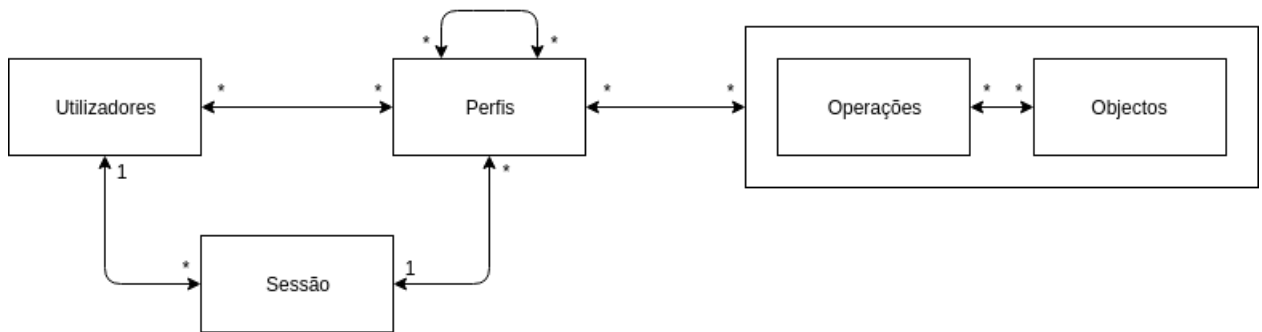 * *
Utilizadores * * Perfis * * Operações * * Objectos
1 *
* Sessão 1